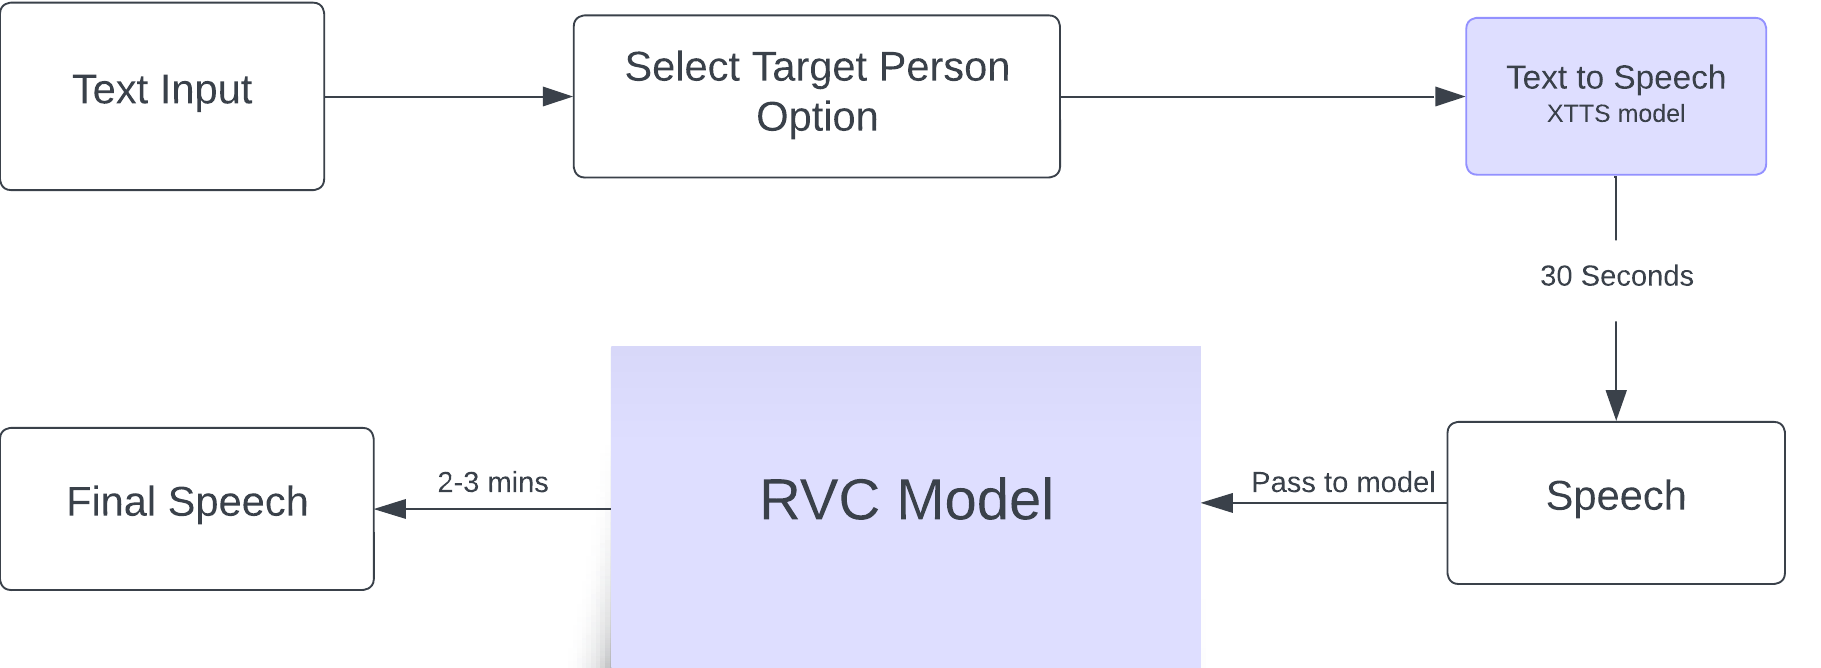 Text Input
Select Target Person
Option
Text to Speech
XTTS model
30 Seconds
Speech
Pass to model
RVC Model
2-3 mins
Final Speech